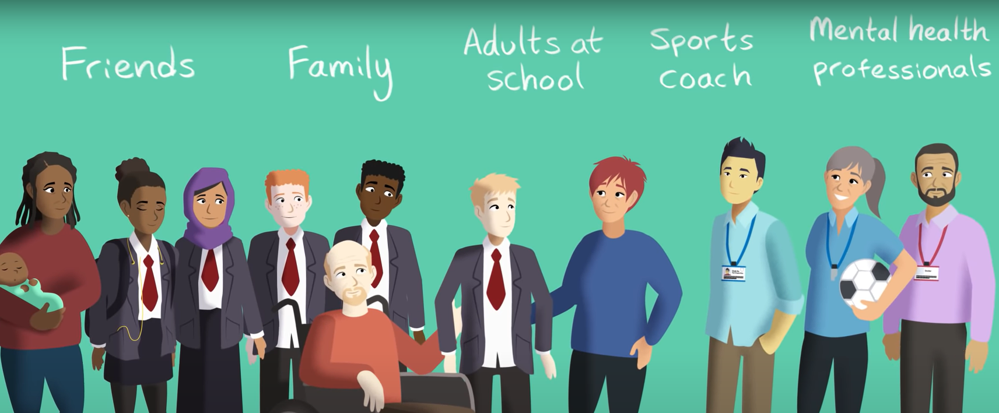 Friends
Family
Adults at
school
Sports
coach
Mental health
professionals